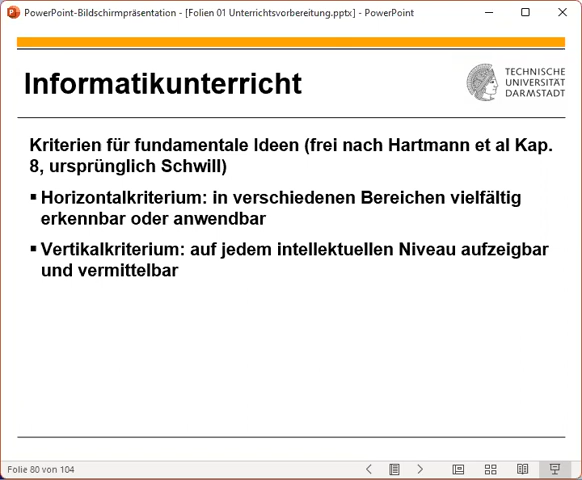 PowerPoint-Bildschirmpräsentation - [Folien 01 Unterrichtsvorbereitung.pptx] - PowerPoint
Informatikunterricht
TECHNISCHE
UNIVERSITÄT
DARMSTADT
Kriterien für fundamentale Ideen (frei nach Hartmann et al Kap.
8, ursprünglich Schwill)
▪ Horizontalkriterium: in verschiedenen Bereichen vielfältig
erkennbar oder anwendbar
▪ Vertikalkriterium: auf jedem intellektuellen Niveau aufzeigbar
und vermittelbar
Folie 80 von 104